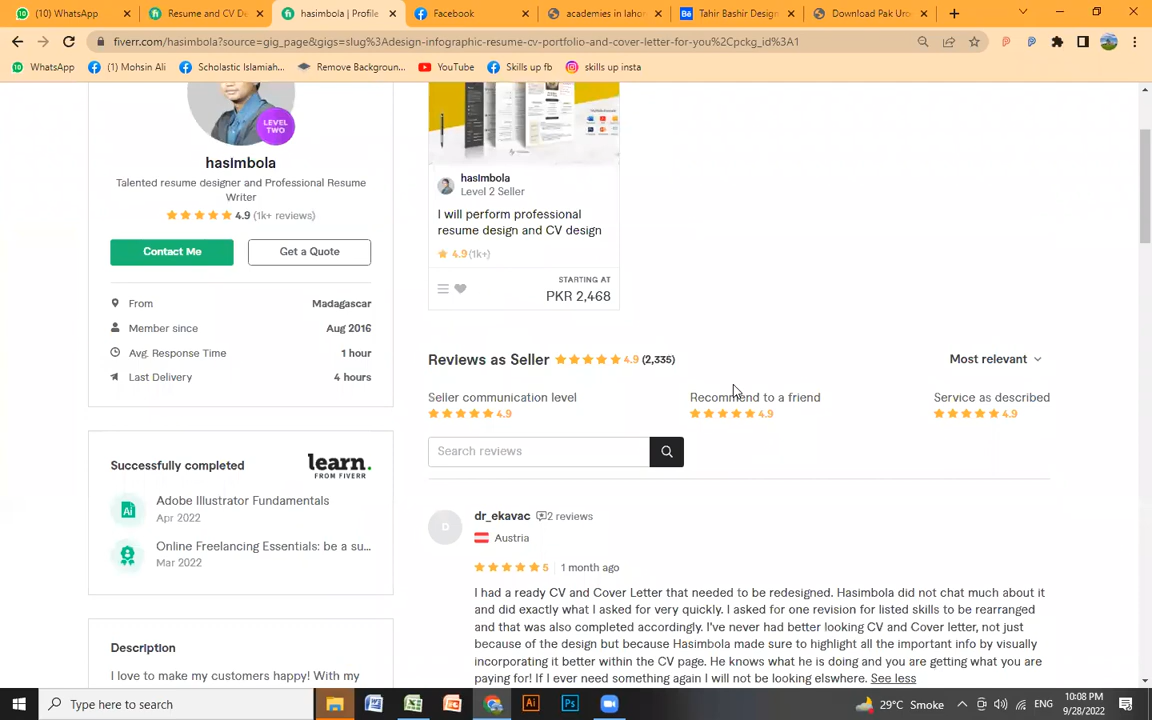 (10) WhatsApp
Resume and CV De
hasimbola | Profile
Facebook
academies in lahor
Tahir Bashir Design
Download Pak Uro
fiverr.com/hasimbola?source=gig_page&gigs=slug%3Adesign-infographic-resume-cv-portfolio-and-cover-letter-for-you%2Cpckg_id%3A1
WhatsApp
(1) Mohsin Ali
Scholastic Islamiah...
Remove Backgroun...
YouTube
Skills up fb
skills up insta
LEVEL
TWO
hasimbola
Talented resume designer and Professional Resume
Writer
4.9 (1k+ reviews)
Contact Me
Get a Quote
From Madagascar
Member since Aug 2016
Avg. Response Time 1 hour
Last Delivery 4 hours
Successfully completed
learn.
FROM FIVERR
Ai
Adobe Illustrator Fundamentals
Apr 2022
Online Freelancing Essentials: be a su...
Mar 2022
Description
I love to make my customers happy! With my
hasimbola
Level 2 Seller
I will perform professional
resume design and CV design
4.9 (1k+)
STARTING AT
PKR 2,468
Reviews as Seller 4.9 (2,335)
Most relevant
Seller communication level
4.9
Recommend to a friend
4.9
Service as described
4.9
Search reviews
D
dr_ekavac 2 reviews
Austria
5 | 1 month ago
I had a ready CV and Cover Letter that needed to be redesigned. Hasimbola did not chat much about it
and did exactly what I asked for very quickly. I asked for one revision for listed skills to be rearranged
and that was also completed accordingly. I've never had better looking CV and Cover letter, not just
because of the design but because Hasimbola made sure to highlight all the important info by visually
incorporating it better within the CV page. He knows what he is doing and you are getting what you are
paying for! If I ever need something again I will not be looking elsewhere. See less
Type here to search
29°C Smoke
ENG
10:08 PM
9/28/2022